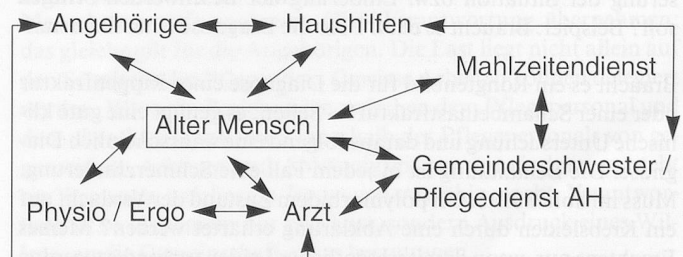 Angehörige Haushilfen
Mahlzeitendienst
Alter Mensch
Gemeindeschwester /
Physio / Ergo Arzt Pflegedienst AH